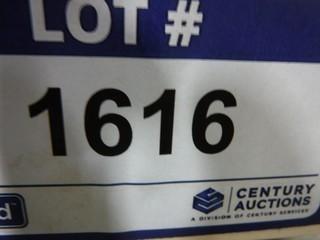 LOT #
1616
CENTURY
AUCTIONS
A DIVISION OF CENTURY SERVICES
d